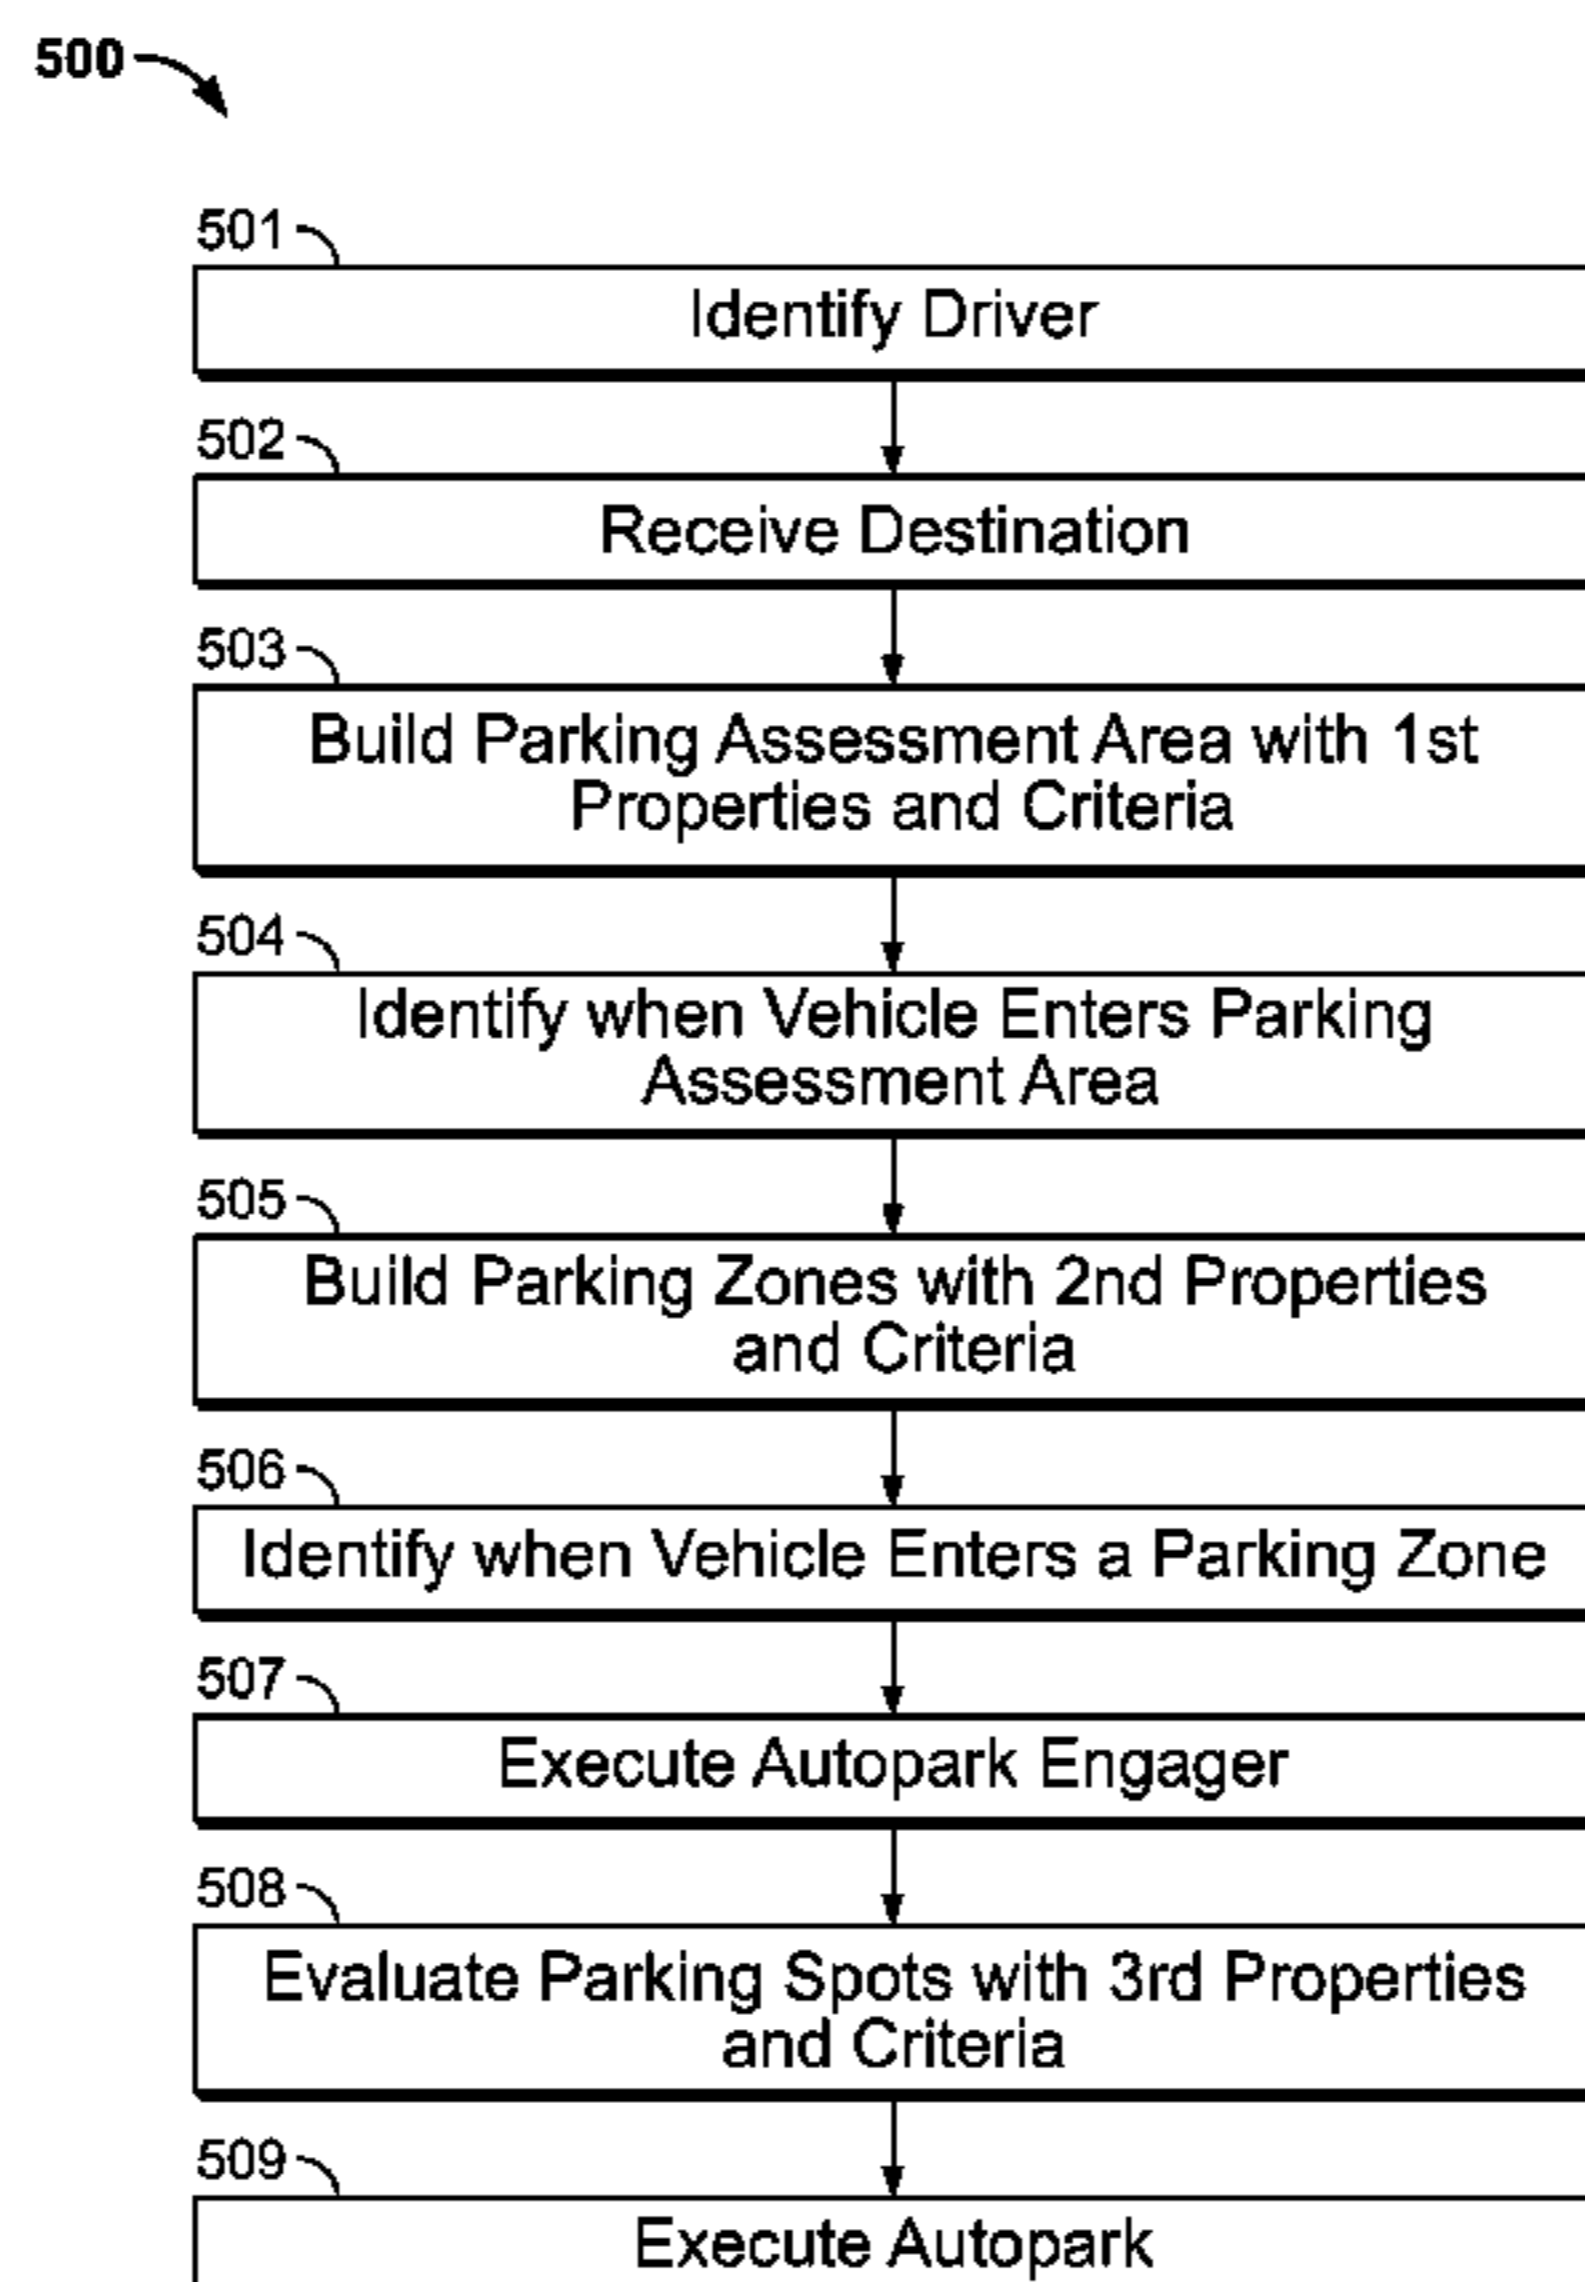 500
501
Identify Driver
502
Receive Destination
503
Build Parking Assessment Area with 1st
Properties and Criteria
504
Identify when Vehicle Enters Parking
Assessment Area
505
Build Parking Zones with 2nd Properties
and Criteria
506
Identify when Vehicle Enters a Parking Zone
507
Execute Autopark Engager
508
Evaluate Parking Spots with 3rd Properties
and Criteria
509
Execute Autopark